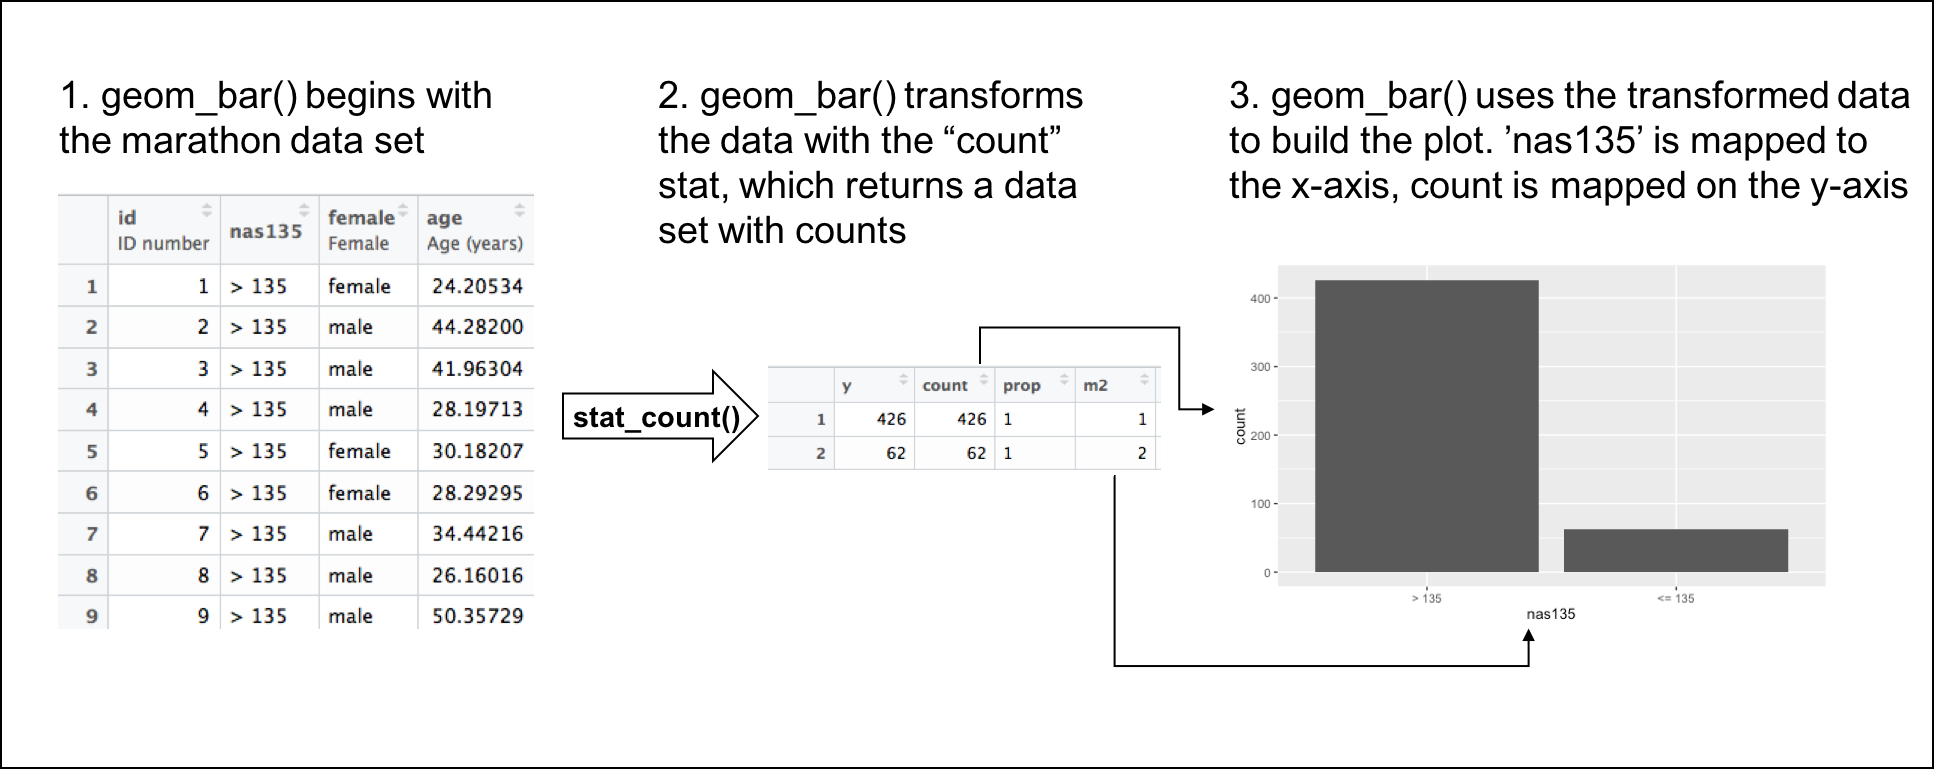 1. geom_bar() begins with
the marathon data set
id nas135 female age
ID number Female Age (years)
1 1 > 135 female 24.20534
2 2 > 135 male 44.28200
3 3 > 135 male 41.96304
4 4 > 135 male 28.19713
5 5 > 135 female 30.18207
6 6 > 135 female 28.29295
7 7 > 135 male 34.44216
8 8 > 135 male 26.16016
9 9 > 135 male 50.35729
stat_count()
2. geom_bar() transforms
the data with the “count”
stat, which returns a data
set with counts
y count prop m2
1 426 426 1 1
2 62 62 1 2
3. geom_bar() uses the transformed data
to build the plot. ’nas135’ is mapped to
the x-axis, count is mapped on the y-axis
400
300
200
100
0
count
> 135 <= 135
nas135